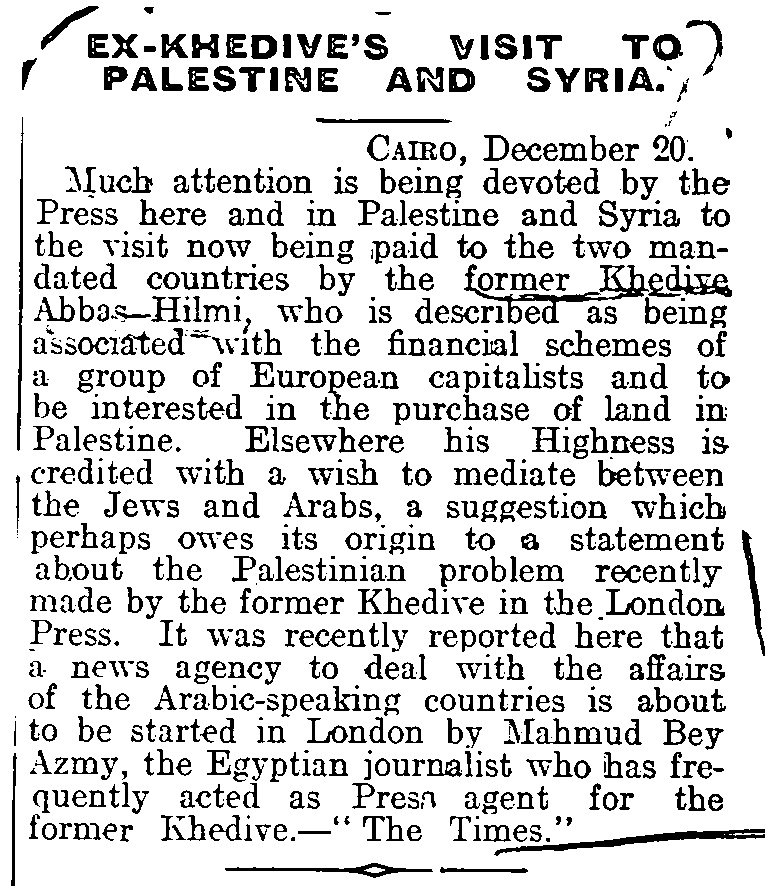 EX-KHEDIVE'S VISIT TO
PALESTINE AND SYRIA.
CAIRO, December 20.
Much attention is being devoted by the
Press here and in Palestine and Syria to
the visit now being paid to the two man-
dated countries by the former Khedive
Abbas Hilmi, who is described as being
associated with the financial schemes of
a group of European capitalists and to
be interested in the purchase of land in
Palestine. Elsewhere his Highness is
credited with a wish to mediate between
the Jews and Arabs, a suggestion which
perhaps owes its origin to a statement
about the Palestinian problem recently
made by the former Khedive in the London
Press. It was recently reported here that
a news agency to deal with the affairs
of the Arabic-speaking countries is about
to be started in London by Mahmud Bey
Azmy, the Egyptian journalist who has fre-
quently acted as Press agent for the
former Khedive.—"The Times."